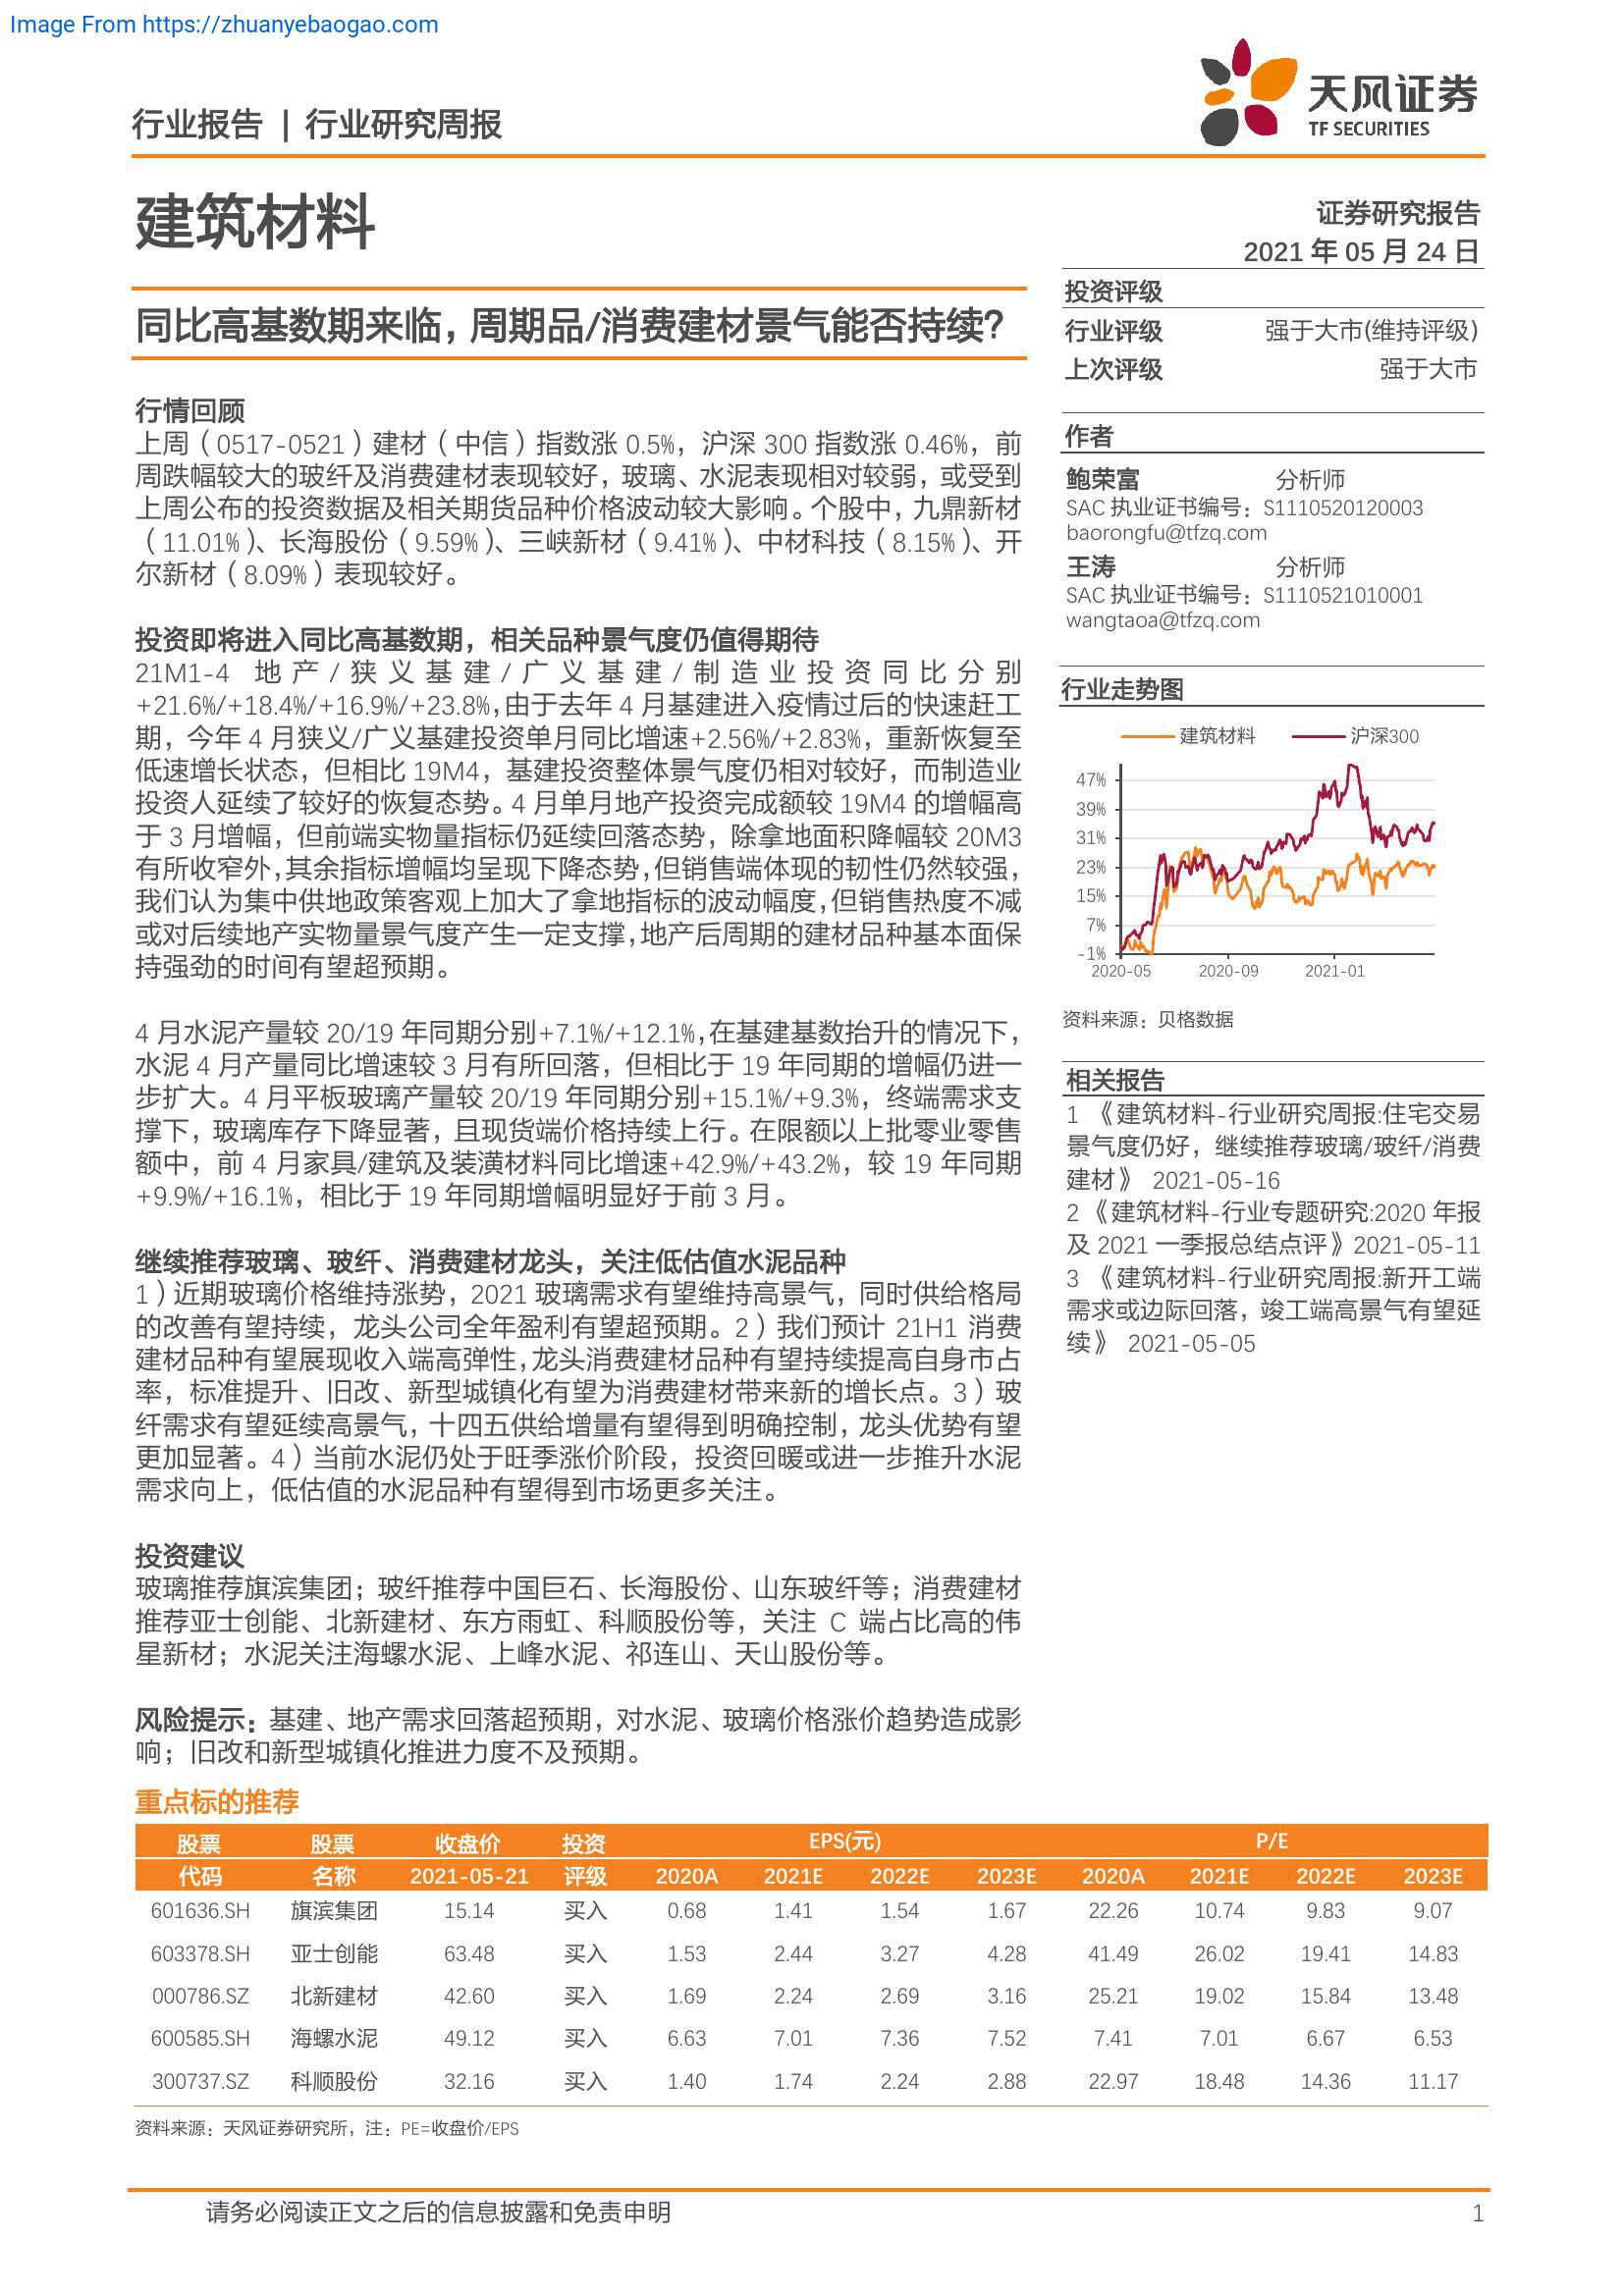 Image From https://zhuanyebaogao.com
行业报告 | 行业研究周报
天风证券
TF SECURITIES
建筑材料
证券研究报告
2021 年 05 月 24 日
同比高基数期来临，周期品/消费建材景气能否持续？
行情回顾
上周（0517-0521）建材（中信）指数涨 0.5%，沪深 300 指数涨 0.46%，前
周跌幅较大的玻纤及消费建材表现较好，玻璃、水泥表现相对较弱，或受到
上周公布的投资数据及相关期货品种价格波动较大影响。个股中，九鼎新材
（11.01%）、长海股份（9.59%）、三峡新材（9.41%）、中材科技（8.15%）、开
尔新材（8.09%）表现较好。
投资即将进入同比高基数期，相关品种景气度仍值得期待
21M1-4 地产/狭义基建/广义基建/制造业投资同比分别
+21.6%/+18.4%/+16.9%/+23.8%，由于去年 4 月基建进入疫情过后的快速赶工
期，今年 4 月狭义/广义基建投资单月同比增速+2.56%/+2.83%，重新恢复至
低速增长状态，但相比 19M4，基建投资整体景气度仍相对较好，而制造业
投资人延续了较好的恢复态势。4 月单月地产投资完成额较 19M4 的增幅高
于 3 月增幅，但前端实物量指标仍延续回落态势，除拿地面积降幅较 20M3
有所收窄外，其余指标增幅均呈现下降态势，但销售端体现的韧性仍然较强，
我们认为集中供地政策客观上加大了拿地指标的波动幅度，但销售热度不减
或对后续地产实物量景气度产生一定支撑，地产后周期的建材品种基本面保
持强劲的时间有望超预期。
4 月水泥产量较 20/19 年同期分别+7.1%/+12.1%，在基建基数抬升的情况下，
水泥 4 月产量同比增速较 3 月有所回落，但相比于 19 年同期的增幅仍进一
步扩大。4 月平板玻璃产量较 20/19 年同期分别+15.1%/+9.3%，终端需求支
撑下，玻璃库存下降显著，且现货端价格持续上行。在限额以上批零业零售
额中，前 4 月家具/建筑及装潢材料同比增速+42.9%/+43.2%，较 19 年同期
+9.9%/+16.1%，相比于 19 年同期增幅明显好于前 3 月。
继续推荐玻璃、玻纤、消费建材龙头，关注低估值水泥品种
1）近期玻璃价格维持涨势，2021 玻璃需求有望维持高景气，同时供给格局
的改善有望持续，龙头公司全年盈利有望超预期。2）我们预计 21H1 消费
建材品种有望展现收入端高弹性，龙头消费建材品种有望持续提高自身市占
率，标准提升、旧改、新型城镇化有望为消费建材带来新的增长点。3）玻
纤需求有望延续高景气，十四五供给增量有望得到明确控制，龙头优势有望
更加显著。4）当前水泥仍处于旺季涨价阶段，投资回暖或进一步推升水泥
需求向上，低估值的水泥品种有望得到市场更多关注。
投资建议
玻璃推荐旗滨集团；玻纤推荐中国巨石、长海股份、山东玻纤等；消费建材
推荐亚士创能、北新建材、东方雨虹、科顺股份等，关注 C 端占比高的伟
星新材；水泥关注海螺水泥、上峰水泥、祁连山、天山股份等。
风险提示：基建、地产需求回落超预期，对水泥、玻璃价格涨价趋势造成影
响；旧改和新型城镇化推进力度不及预期。
投资评级
行业评级 强于大市(维持评级)
上次评级 强于大市
作者
鲍荣富 分析师
SAC 执业证书编号：S1110520120003
baorongfu@tfzq.com
王涛 分析师
SAC 执业证书编号：S1110521010001
wangtaoa@tfzq.com
行业走势图
建筑材料 沪深300
47%
39%
31%
23%
15%
7%
-1%
2020-05 2020-09 2021-01
资料来源：贝格数据
相关报告
1 《建筑材料-行业研究周报:住宅交易
景气度仍好，继续推荐玻璃/玻纤/消费
建材》 2021-05-16
2 《建筑材料-行业专题研究:2020 年报
及 2021 一季报总结点评》 2021-05-11
3 《建筑材料-行业研究周报:新开工端
需求或边际回落，竣工端高景气有望延
续》 2021-05-05
重点标的推荐
股票 股票 收盘价 投资 EPS(元) P/E
代码 名称 2021-05-21 评级 2020A 2021E 2022E 2023E 2020A 2021E 2022E 2023E
601636.SH 旗滨集团 15.14 买入 0.68 1.41 1.54 1.67 22.26 10.74 9.83 9.07
603378.SH 亚士创能 63.48 买入 1.53 2.44 3.27 4.28 41.49 26.02 19.41 14.83
000786.SZ 北新建材 42.60 买入 1.69 2.24 2.69 3.16 25.21 19.02 15.84 13.48
600585.SH 海螺水泥 49.12 买入 6.63 7.01 7.36 7.52 7.41 7.01 6.67 6.53
300737.SZ 科顺股份 32.16 买入 1.40 1.74 2.24 2.88 22.97 18.48 14.36 11.17
资料来源：天风证券研究所，注：PE=收盘价/EPS
请务必阅读正文之后的信息披露和免责申明 1